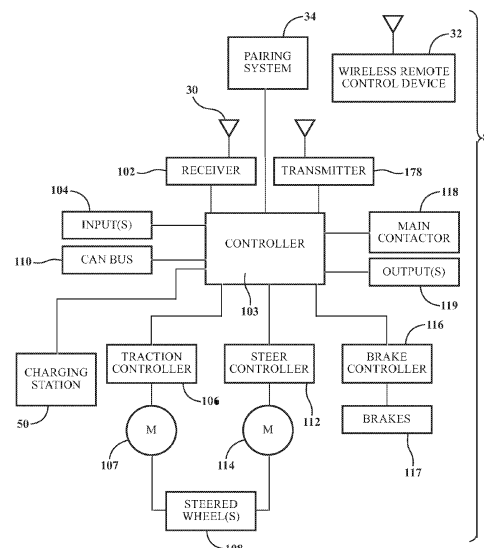 34
PAIRING
SYSTEM
32
WIRELESS REMOTE
CONTROL DEVICE
30
RECEIVER
102
TRANSMITTER
178
104
INPUT(S)
CONTROLLER
103
118
MAIN
CONTACTOR
110
CAN BUS
OUTPUT(S)
119
CHARGING
STATION
50
TRACTION
CONTROLLER
106
STEER
CONTROLLER
112
116
BRAKE
CONTROLLER
M
107
M
114
BRAKES
117
STEERED
WHEEL(S)
108